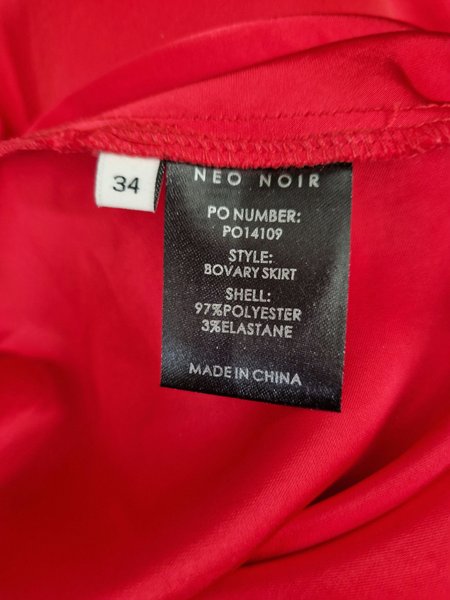 34
NEO NOIR
PO NUMBER:
PO14109
STYLE:
BOVARY SKIRT
SHELL:
97%POLYESTER
3%ELASTANE
MADE IN CHINA